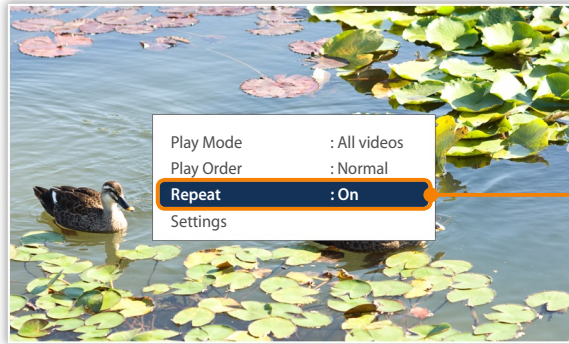 Play Mode : All videos
Play Order : Normal
Repeat : On
Settings